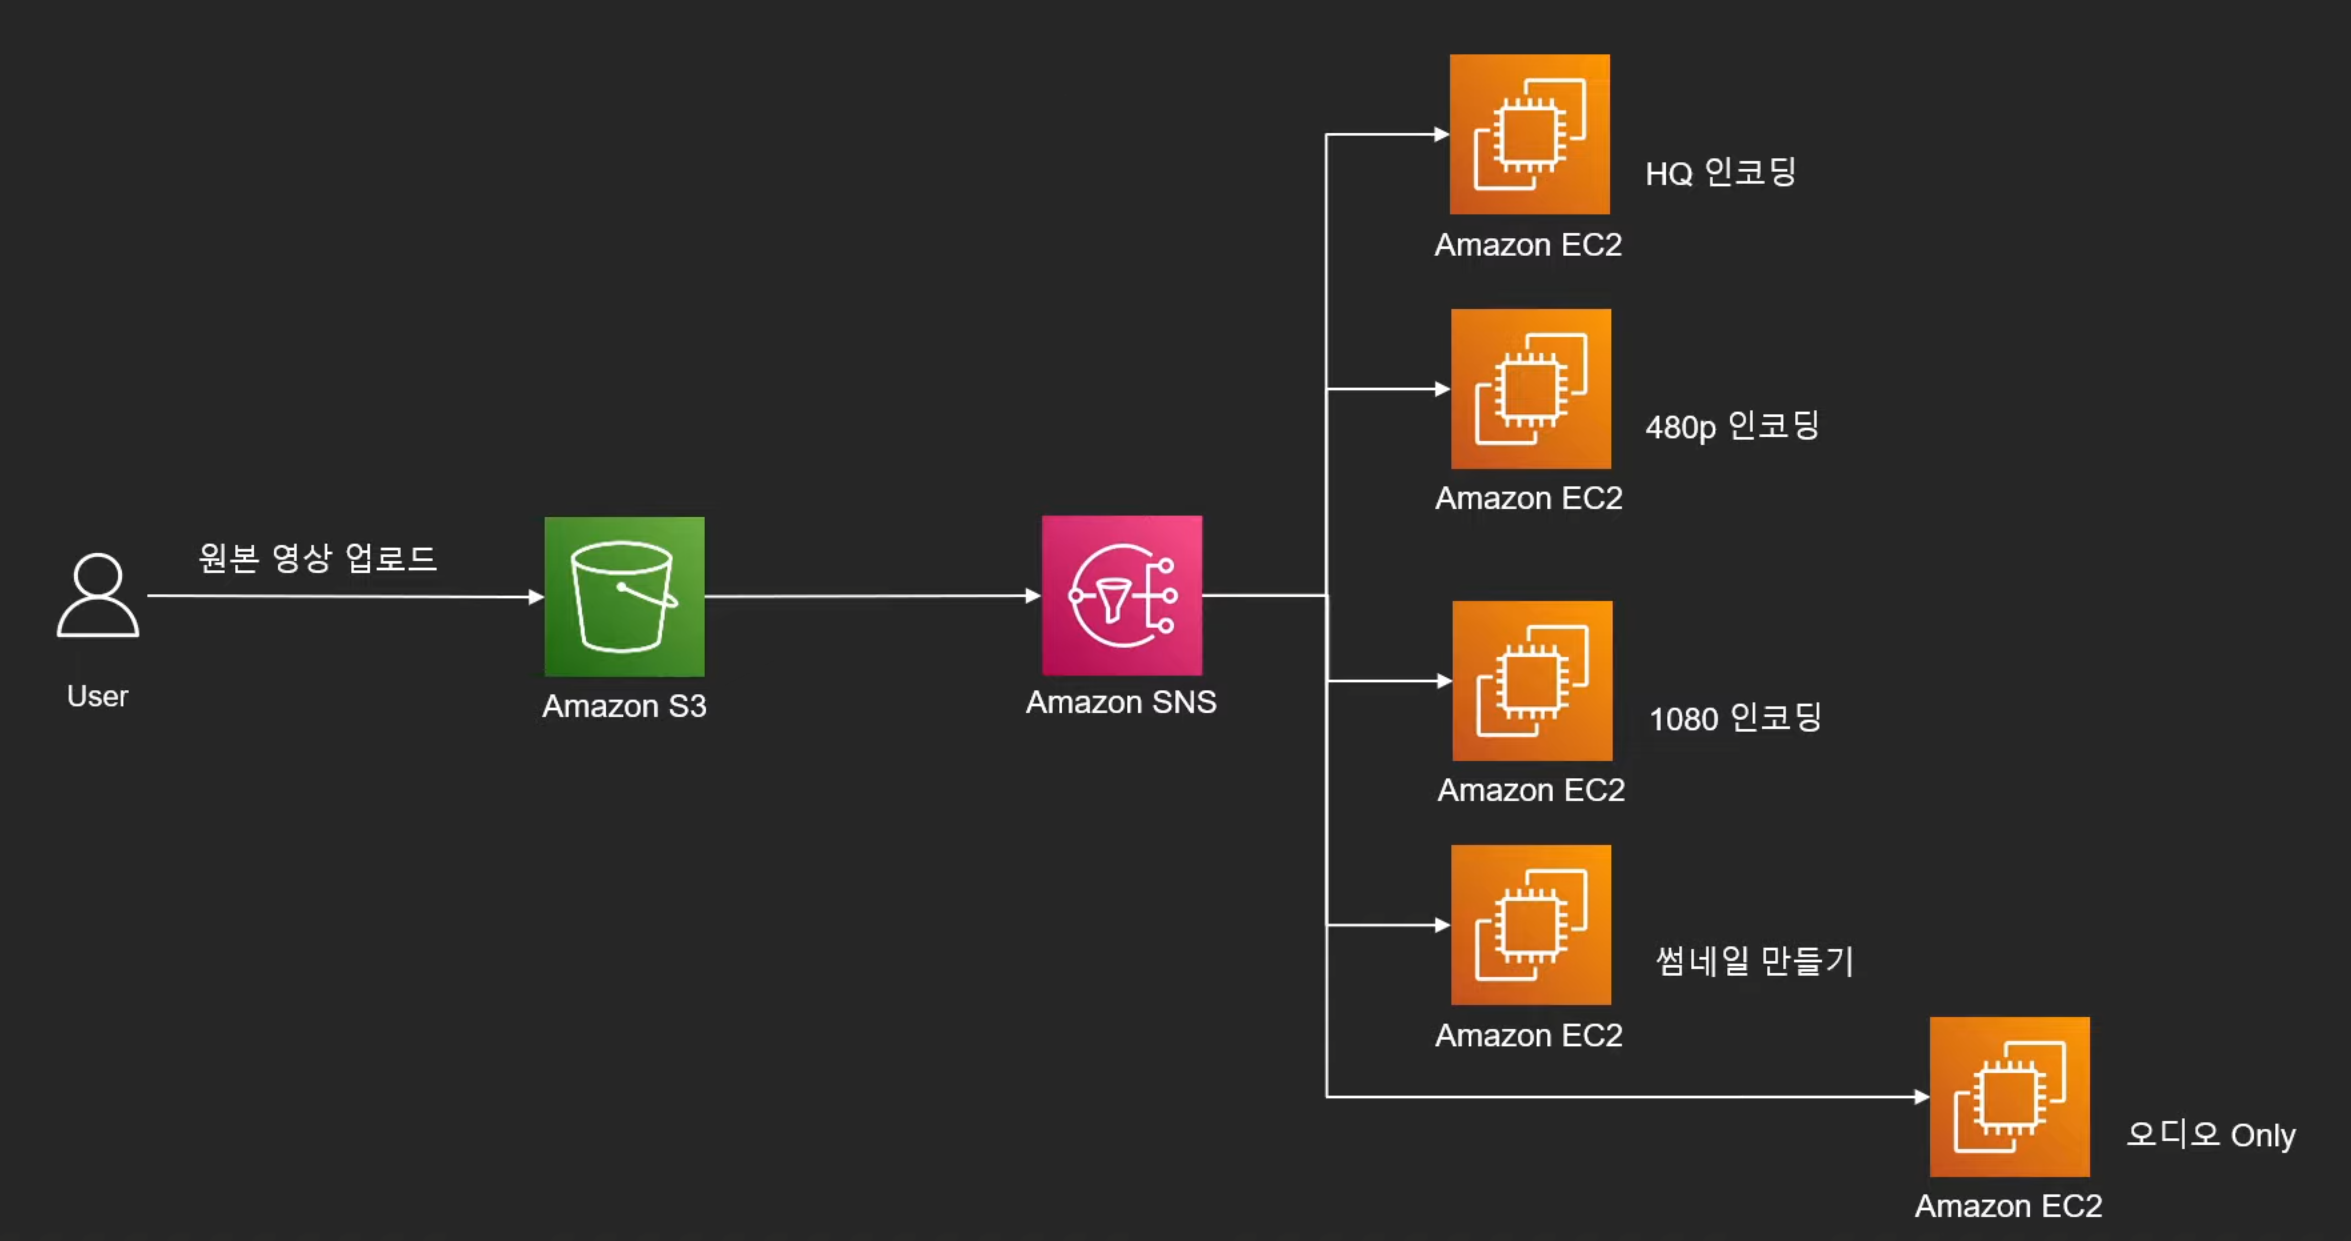 HQ 인코딩
Amazon EC2
480p 인코딩
Amazon EC2
원본 영상 업로드
User
Amazon S3
Amazon SNS
1080 인코딩
Amazon EC2
썸네일 만들기
Amazon EC2
오디오 Only
Amazon EC2